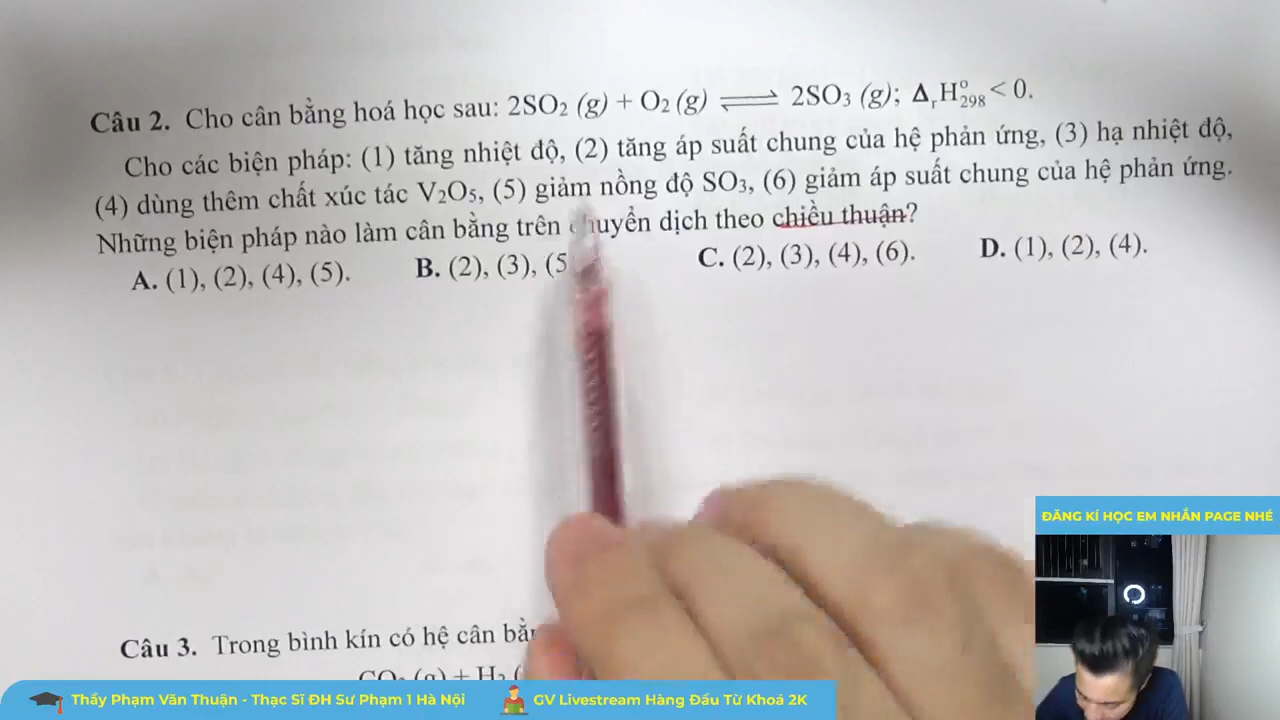 Câu 2. Cho cân bằng hoá học sau: 2SO₂ (g) + O₂ (g) ⇌ 2SO₃ (g); ΔᵣH°₂₉₈ < 0.
Cho các biện pháp: (1) tăng nhiệt độ, (2) tăng áp suất chung của hệ phản ứng, (3) hạ nhiệt độ,
(4) dùng thêm chất xúc tác V₂O₅, (5) giảm nồng độ SO₃, (6) giảm áp suất chung của hệ phản ứng.
Những biện pháp nào làm cân bằng trên chuyển dịch theo chiều thuận?
A. (1), (2), (4), (5). B. (2), (3), (5 C. (2), (3), (4), (6). D. (1), (2), (4).
Câu 3. Trong bình kín có hệ cân
(g) + H₂
ĐĂNG KÍ HỌC EM NHẮN PAGE NHÉ
Thầy Phạm Văn Thuận - Thạc Sĩ ĐH Sư Phạm 1 Hà Nội
GV Livestream Hàng Đầu Từ Khoá 2K